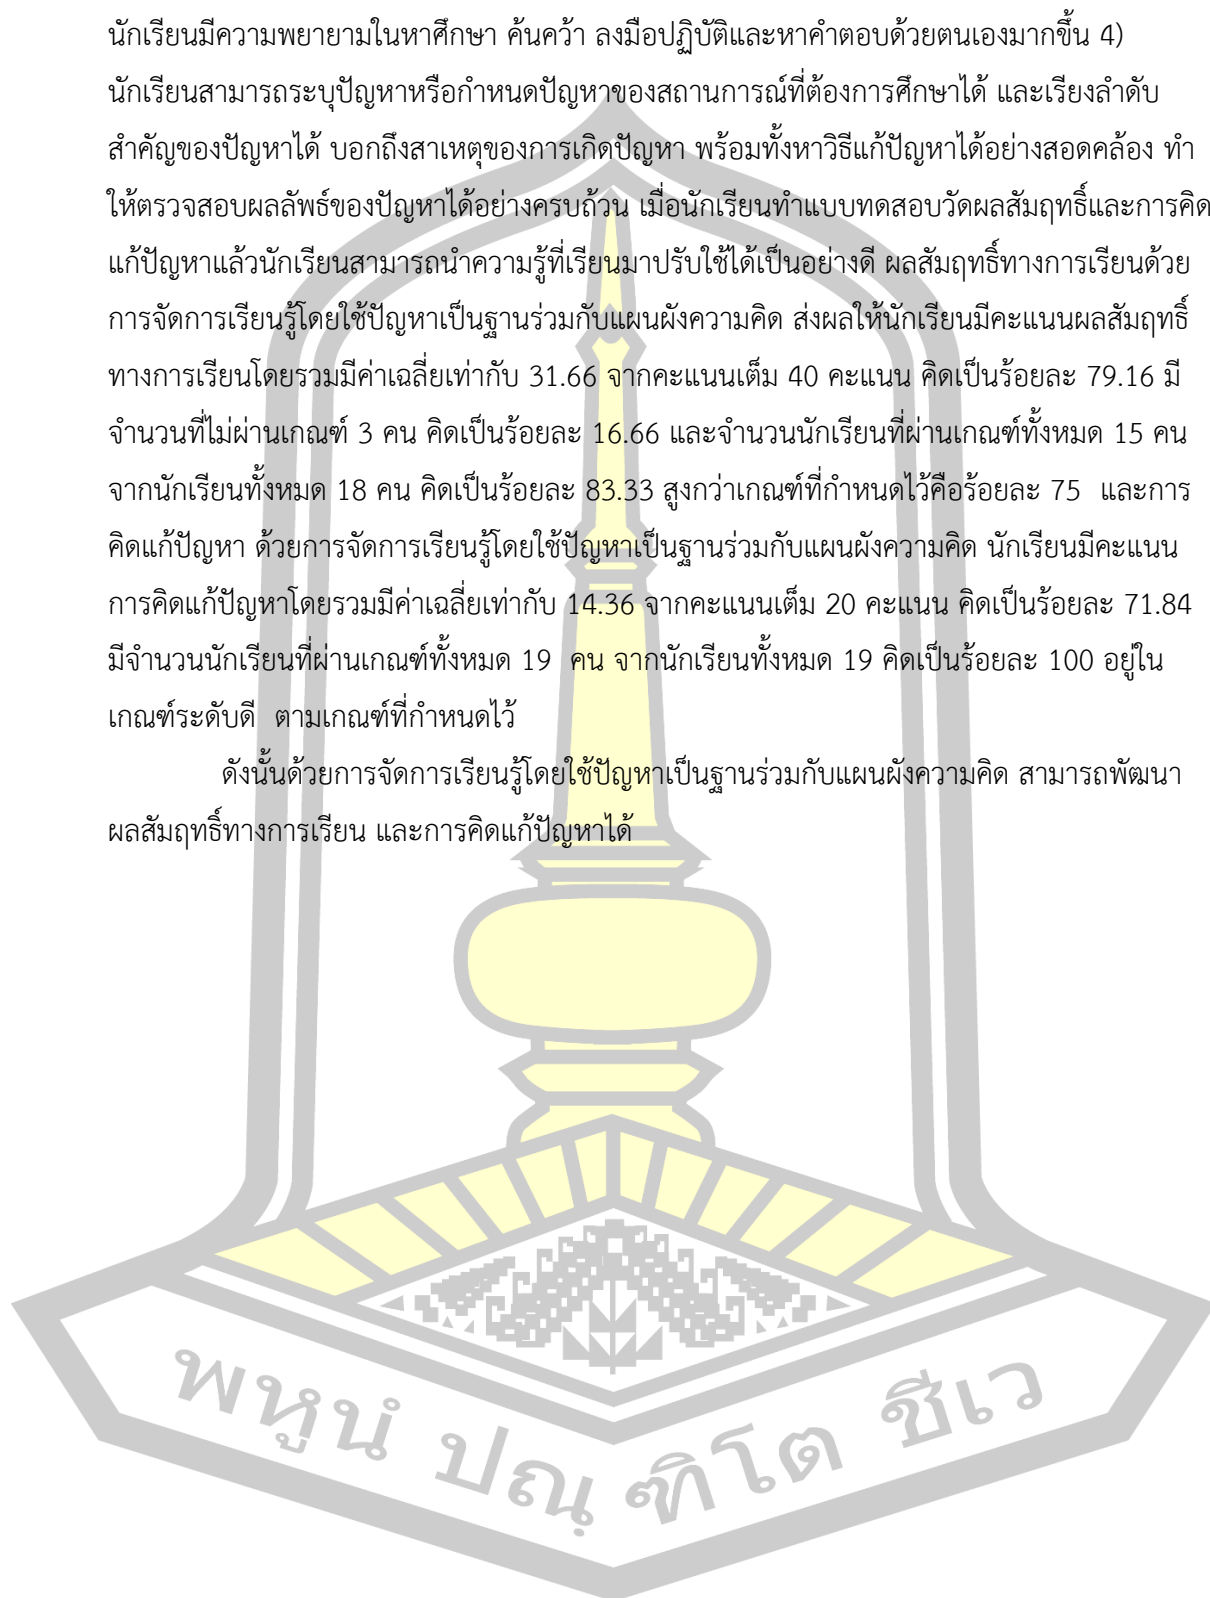 นักเรียนมีความพยายามในหาศึกษา ค้นคว้า ลงมือปฏิบัติและหาคำตอบด้วยตนเองมากขึ้น 4)
นักเรียนสามารถระบุปัญหาหรือกำหนดปัญหาของสถานการณ์ที่ต้องการศึกษาได้ และเรียงลำดับ
สำคัญของปัญหาได้ บอกถึงสาเหตุของการเกิดปัญหา พร้อมทั้งหาวิธีแก้ปัญหาได้อย่างสอดคล้อง ทำ
ให้ตรวจสอบผลลัพธ์ของปัญหาได้อย่างครบถ้วน เมื่อนักเรียนทำแบบทดสอบวัดผลสัมฤทธิ์และการคิด
แก้ปัญหาแล้วนักเรียนสามารถนำความรู้ที่เรียนมาปรับใช้ได้เป็นอย่างดี ผลสัมฤทธิ์ทางการเรียนด้วย
การจัดการเรียนรู้โดยใช้ปัญหาเป็นฐานร่วมกับแผนผังความคิด ส่งผลให้นักเรียนมีคะแนนผลสัมฤทธิ์
ทางการเรียนโดยรวมมีค่าเฉลี่ยเท่ากับ 31.66 จากคะแนนเต็ม 40 คะแนน คิดเป็นร้อยละ 79.16 มี
จำนวนที่ไม่ผ่านเกณฑ์ 3 คน คิดเป็นร้อยละ 16.66 และจำนวนนักเรียนที่ผ่านเกณฑ์ทั้งหมด 15 คน
จากนักเรียนทั้งหมด 18 คน คิดเป็นร้อยละ 83.33 สูงกว่าเกณฑ์ที่กำหนดไว้คือร้อยละ 75 และการ
คิดแก้ปัญหา ด้วยการจัดการเรียนรู้โดยใช้ปัญหาเป็นฐานร่วมกับแผนผังความคิด นักเรียนมีคะแนน
การคิดแก้ปัญหาโดยรวมมีค่าเฉลี่ยเท่ากับ 14.36 จากคะแนนเต็ม 20 คะแนน คิดเป็นร้อยละ 71.84
มีจำนวนนักเรียนที่ผ่านเกณฑ์ทั้งหมด 19 คน จากนักเรียนทั้งหมด 19 คิดเป็นร้อยละ 100 อยู่ใน
เกณฑ์ระดับดี ตามเกณฑ์ที่กำหนดไว้
ดังนั้นด้วยการจัดการเรียนรู้โดยใช้ปัญหาเป็นฐานร่วมกับแผนผังความคิด สามารถพัฒนา
ผลสัมฤทธิ์ทางการเรียน และการคิดแก้ปัญหาได้
พหูนํ ปณฺ ฑิโต ชีเว